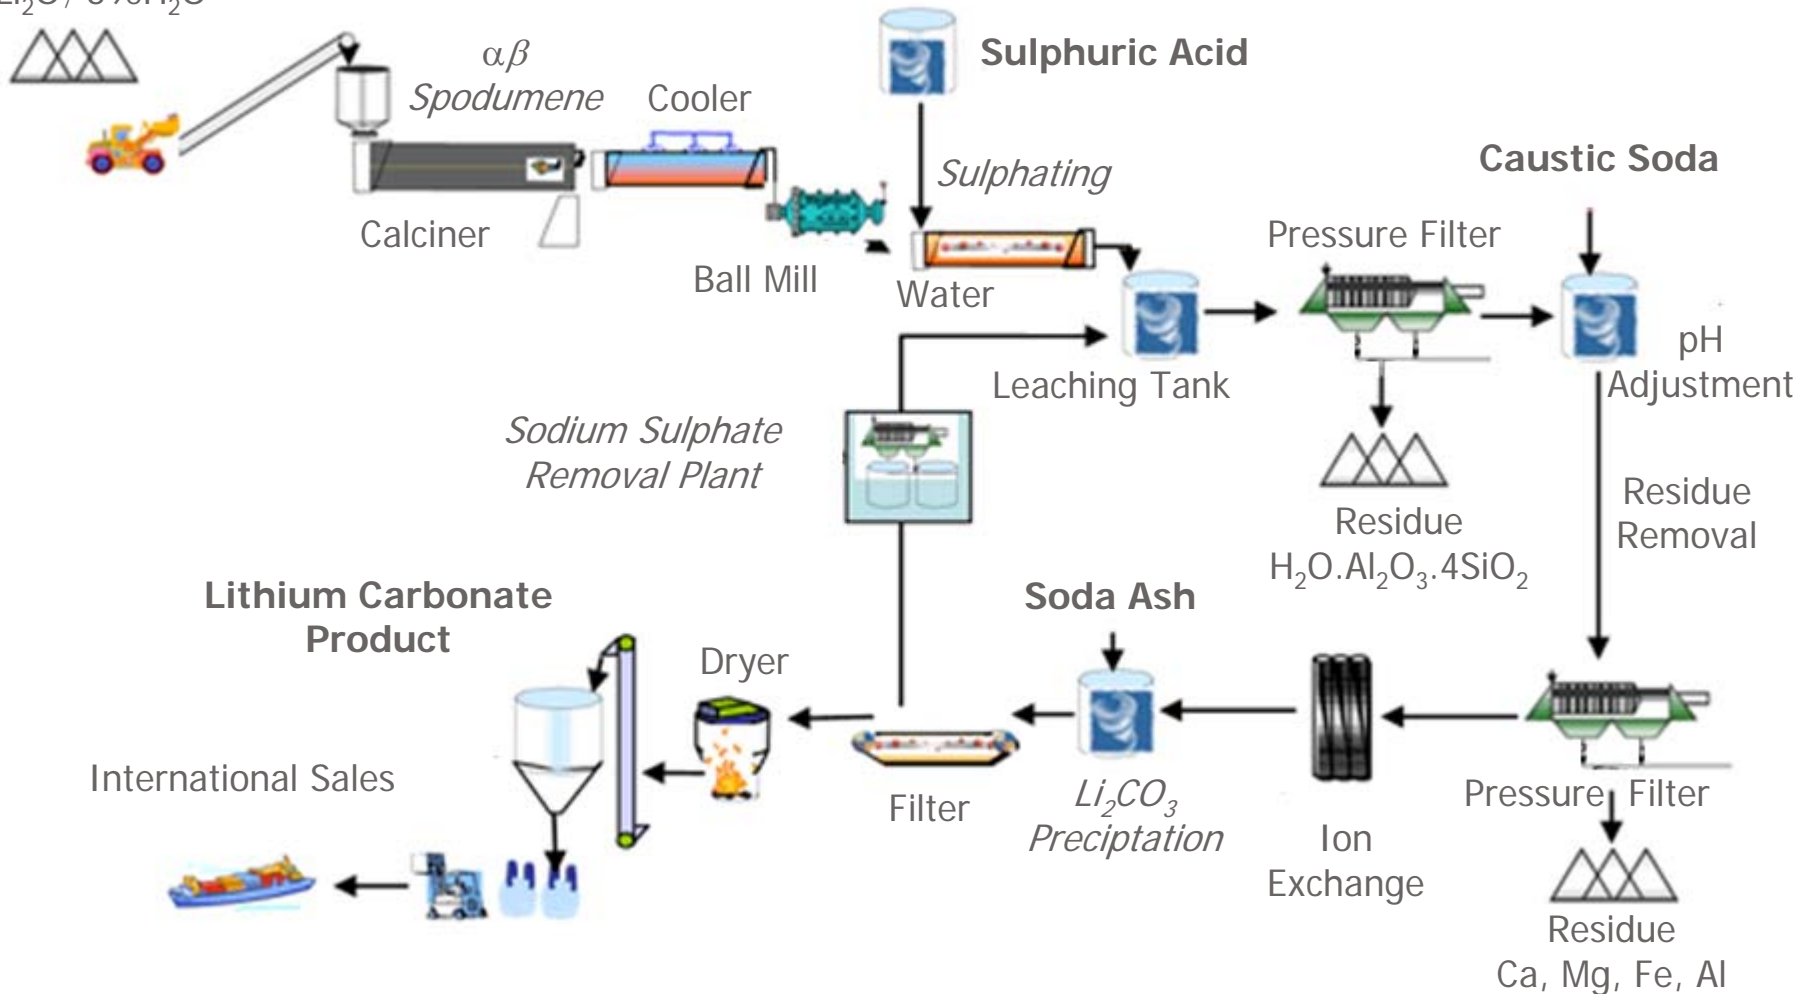 αβ
Spodumene
Cooler
Sulphuric Acid
Calciner
Ball Mill
Sulphating
Water
Caustic Soda
Pressure Filter
Leaching Tank
pH
Adjustment
Sodium Sulphate
Removal Plant
Residue
H₂O.Al₂O₃.4SiO₂
Residue
Removal
Lithium Carbonate
Product
Soda Ash
Dryer
International Sales
Filter
Li₂CO₃
Preciptation
Ion
Exchange
Pressure Filter
Residue
Ca, Mg, Fe, Al